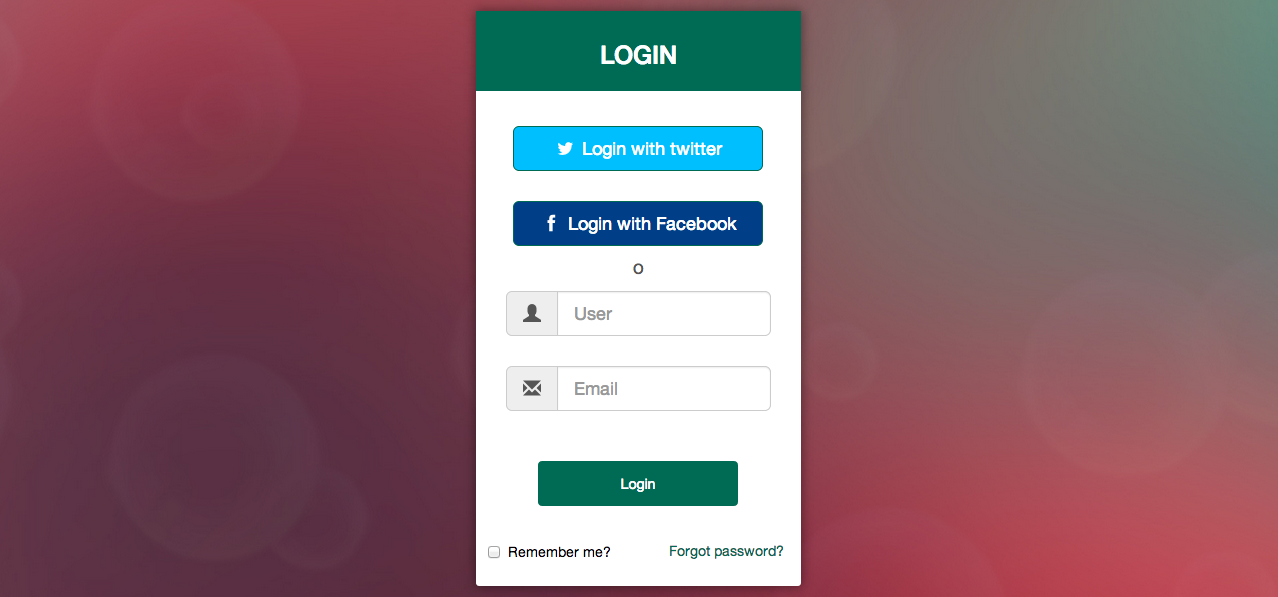 LOGIN
Login with twitter
Login with Facebook
O
User
Email
Login
Remember me?
Forgot password?